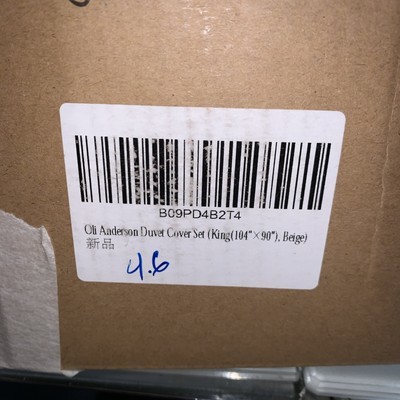 B09PD4B2T4
Oli Anderson Duvet Cover Set (King(104"×90"), Beige)
新品
4.6